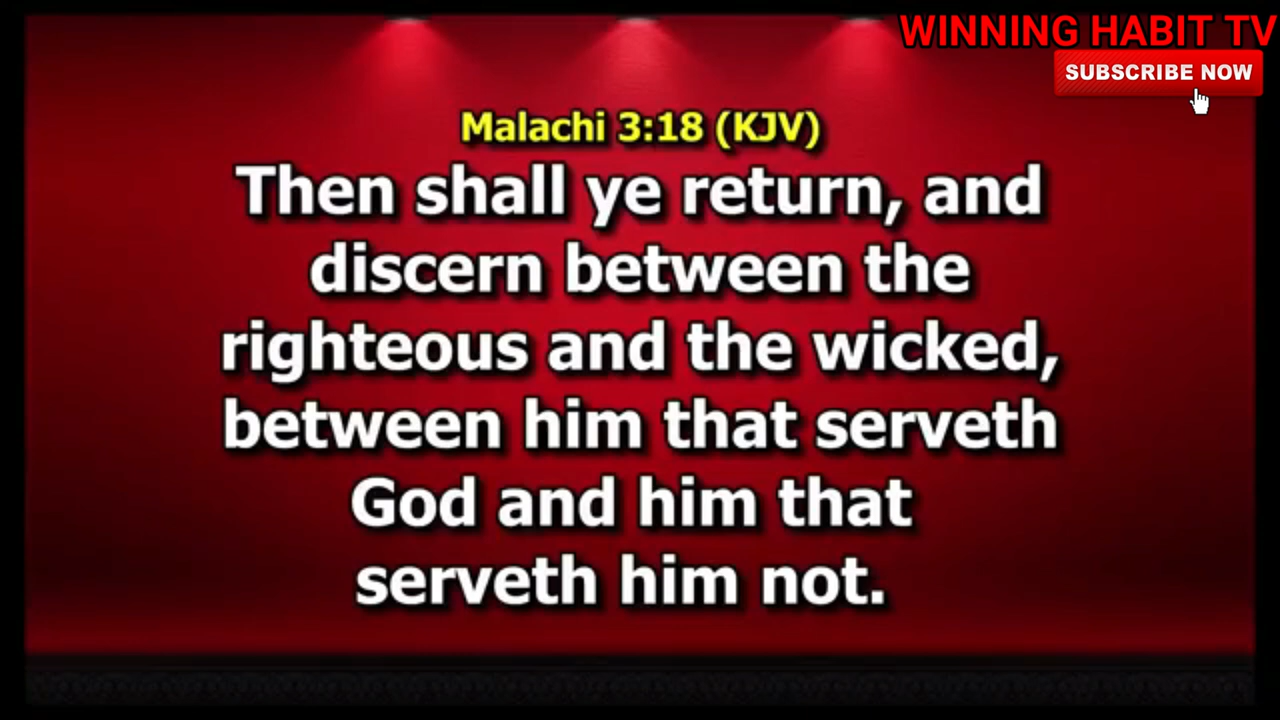 WINNING HABIT TV
SUBSCRIBE NOW
Malachi 3:18 (KJV)
Then shall ye return, and
discern between the
righteous and the wicked,
between him that serveth
God and him that
serveth him not.